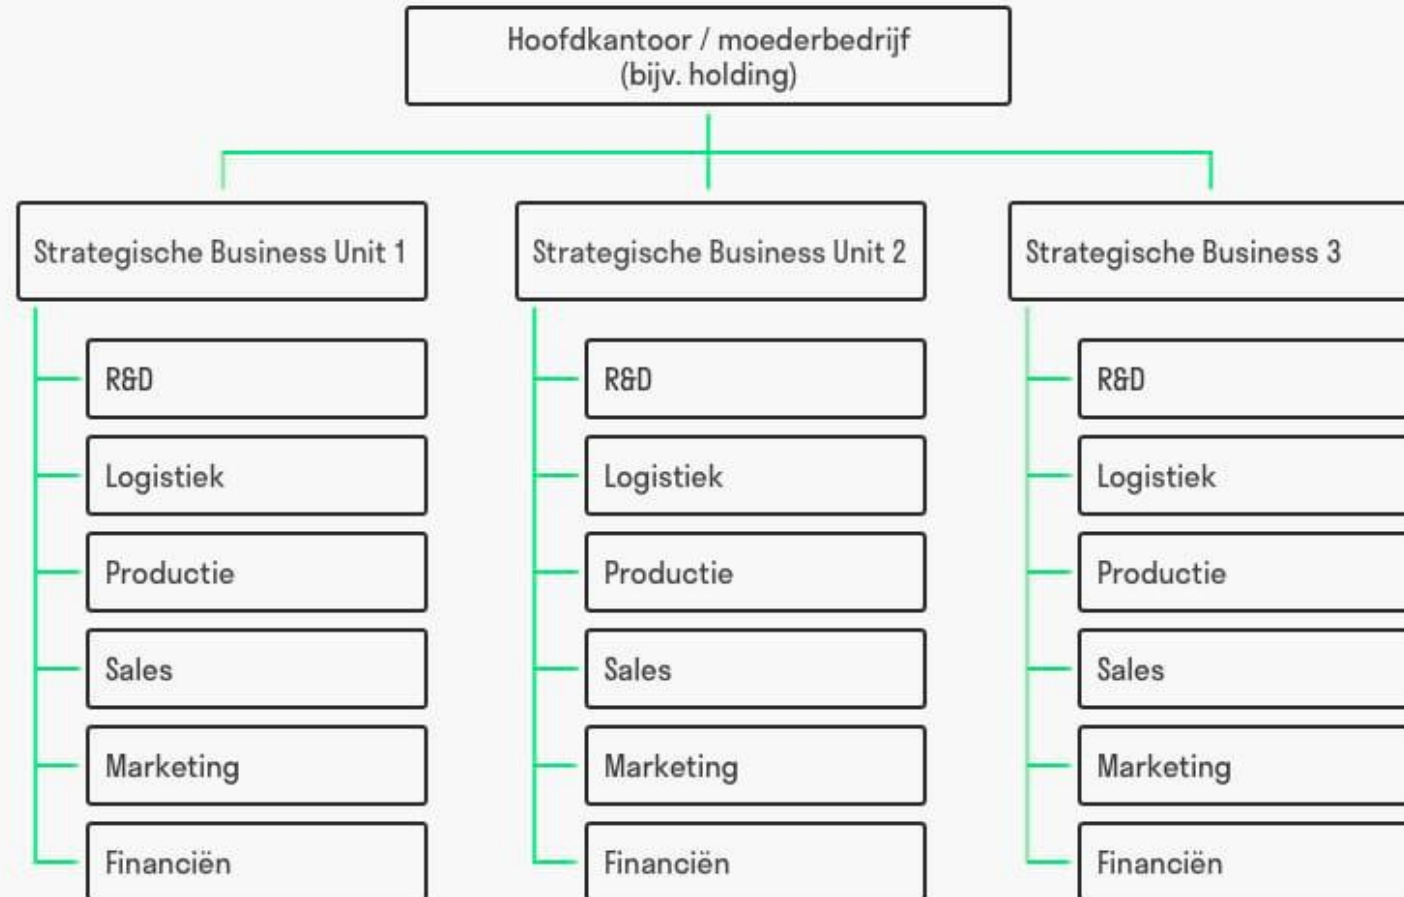 Hoofdkantoor / moederbedrijf
(bijv. holding)
Strategische Business Unit 1
R&D
Logistiek
Productie
Sales
Marketing
Financiën
Strategische Business Unit 2
R&D
Logistiek
Productie
Sales
Marketing
Financiën
Strategische Business 3
R&D
Logistiek
Productie
Sales
Marketing
Financiën